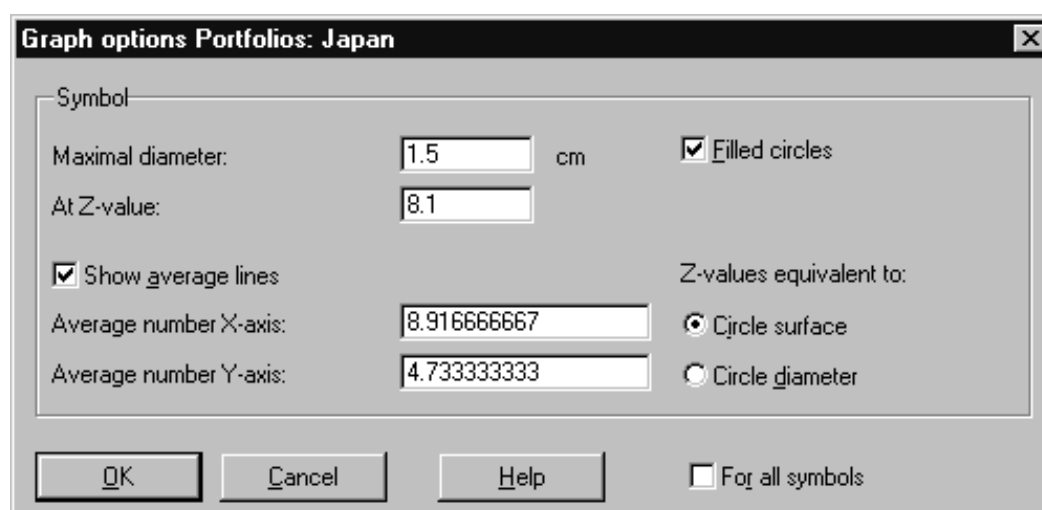 Graph options Portfolios: Japan
Symbol
Maximal diameter: 1.5 cm Filled circles
At Z-value: 8.1
Show average lines Z-values equivalent to:
Average number X-axis: 8.916666667 Circle surface
Average number Y-axis: 4.733333333 Circle diameter
OK Cancel Help For all symbols